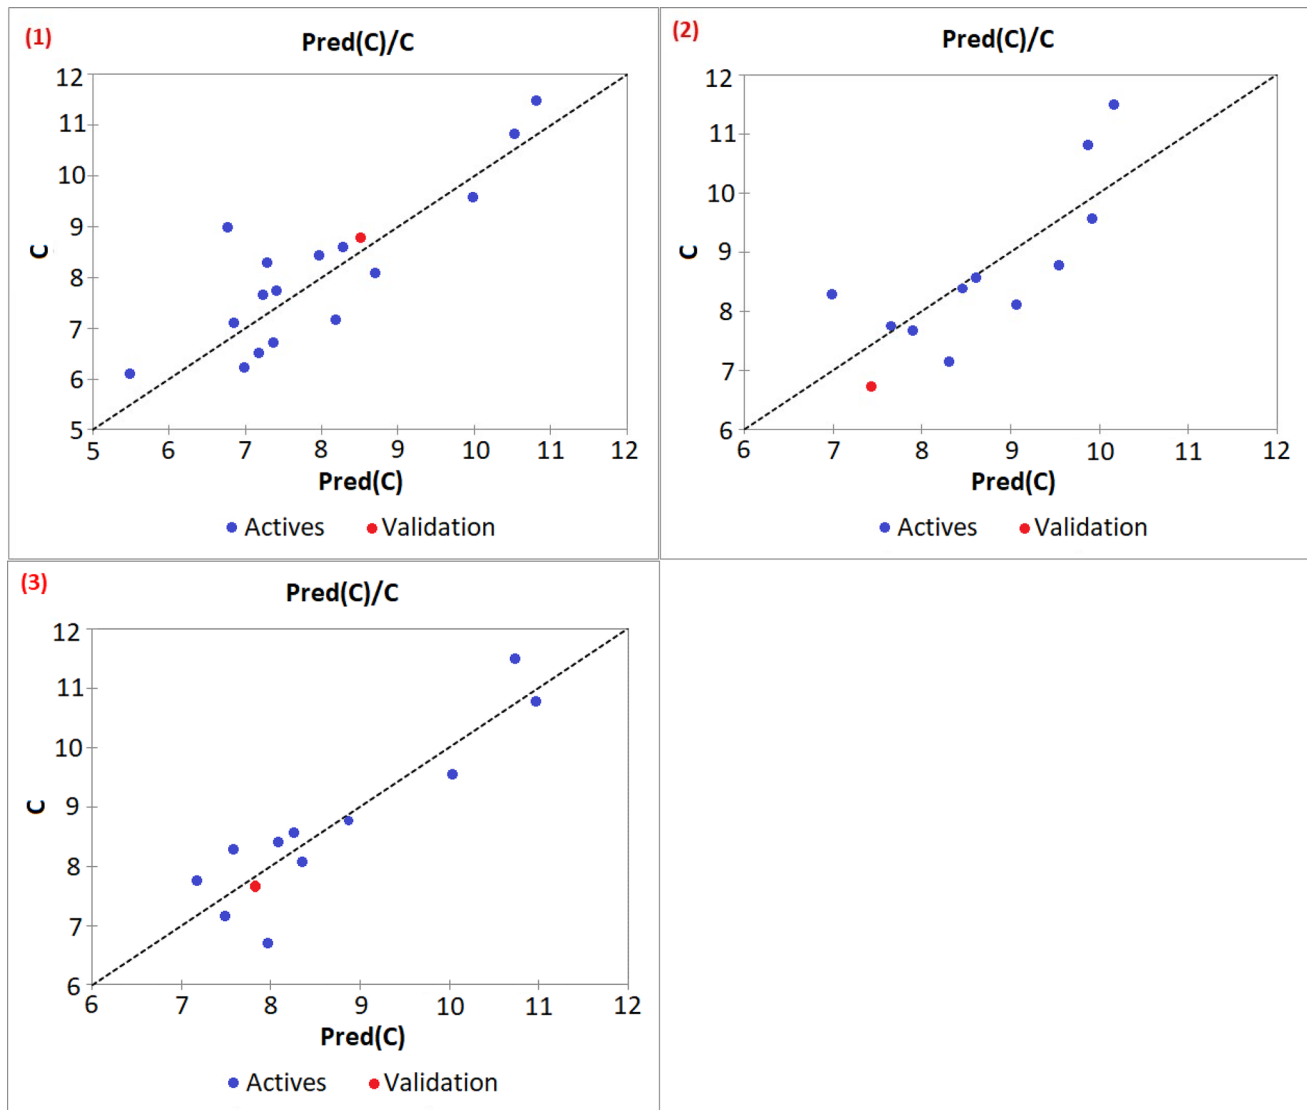 (1)
Pred(C)/C
12
11
10
9
8
7
6
5
C
5 6 7 8 9 10 11 12
Pred(C)
Actives Validation
(2)
Pred(C)/C
12
11
10
9
8
7
6
C
6 7 8 9 10 11 12
Pred(C)
Actives Validation
(3)
Pred(C)/C
12
11
10
9
8
7
6
C
6 7 8 9 10 11 12
Pred(C)
Actives Validation